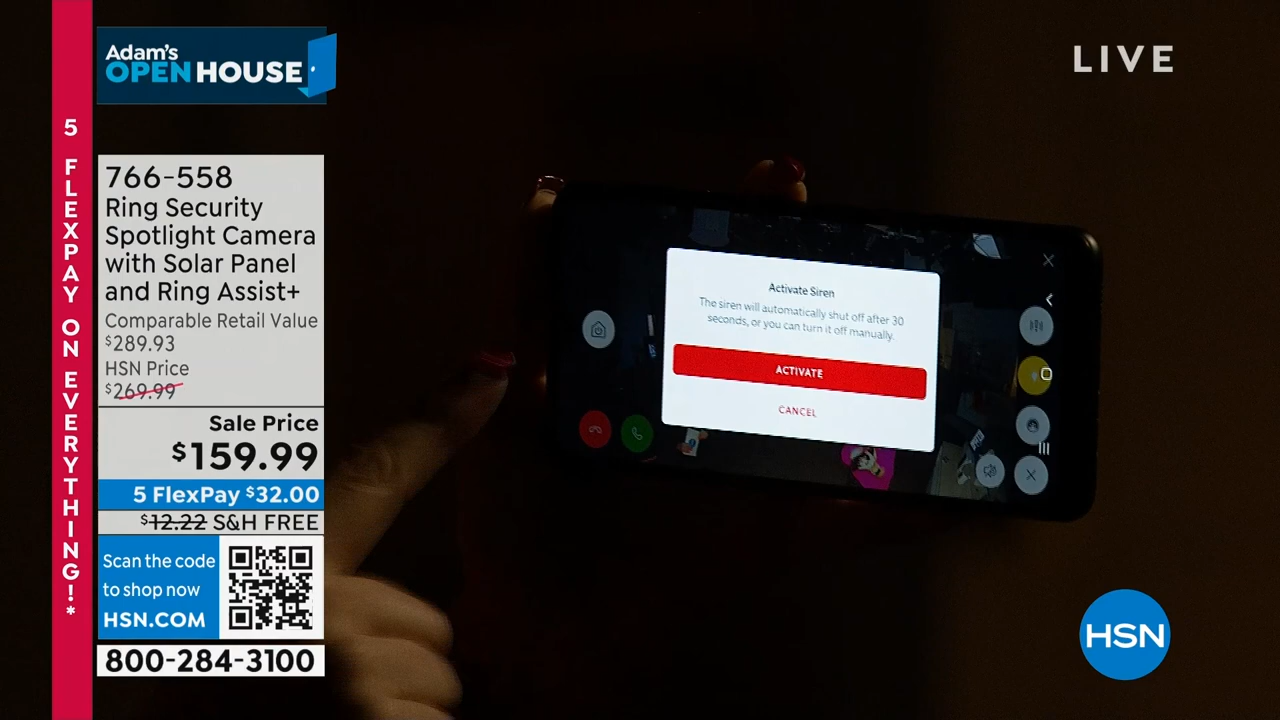 5 FLEXPAY ON EVERYTHING!*
Adam's
OPEN HOUSE
LIVE
766-558
Ring Security
Spotlight Camera
with Solar Panel
and Ring Assist+
Comparable Retail Value
$289.93
HSN Price
$269.99
Sale Price
$159.99
5 FlexPay $32.00
$12.22 S&H FREE
Scan the code
to shop now
HSN.COM
800-284-3100
Activate Siren
The siren will automatically shut off after 30
seconds, or you can turn it off manually.
ACTIVATE
CANCEL
HSN